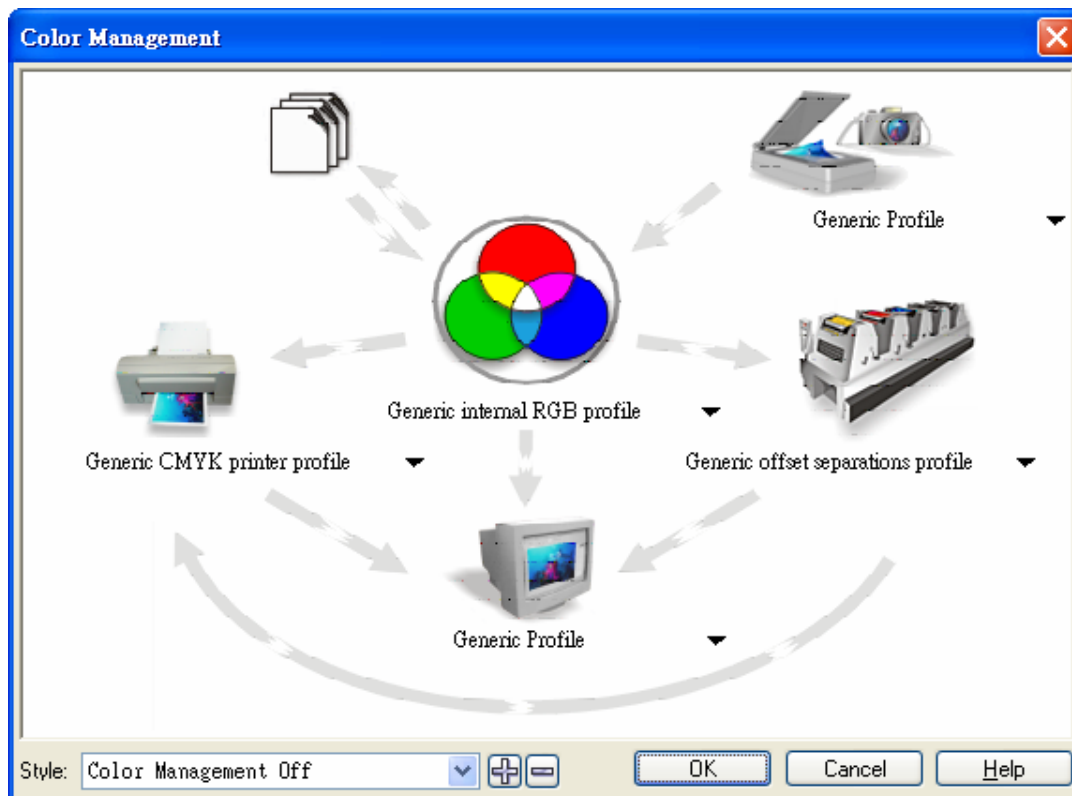 Color Management
Generic Profile
Generic internal RGB profile
Generic CMYK printer profile
Generic offset separations profile
Generic Profile
Style: Color Management Off
OK
Cancel
Help